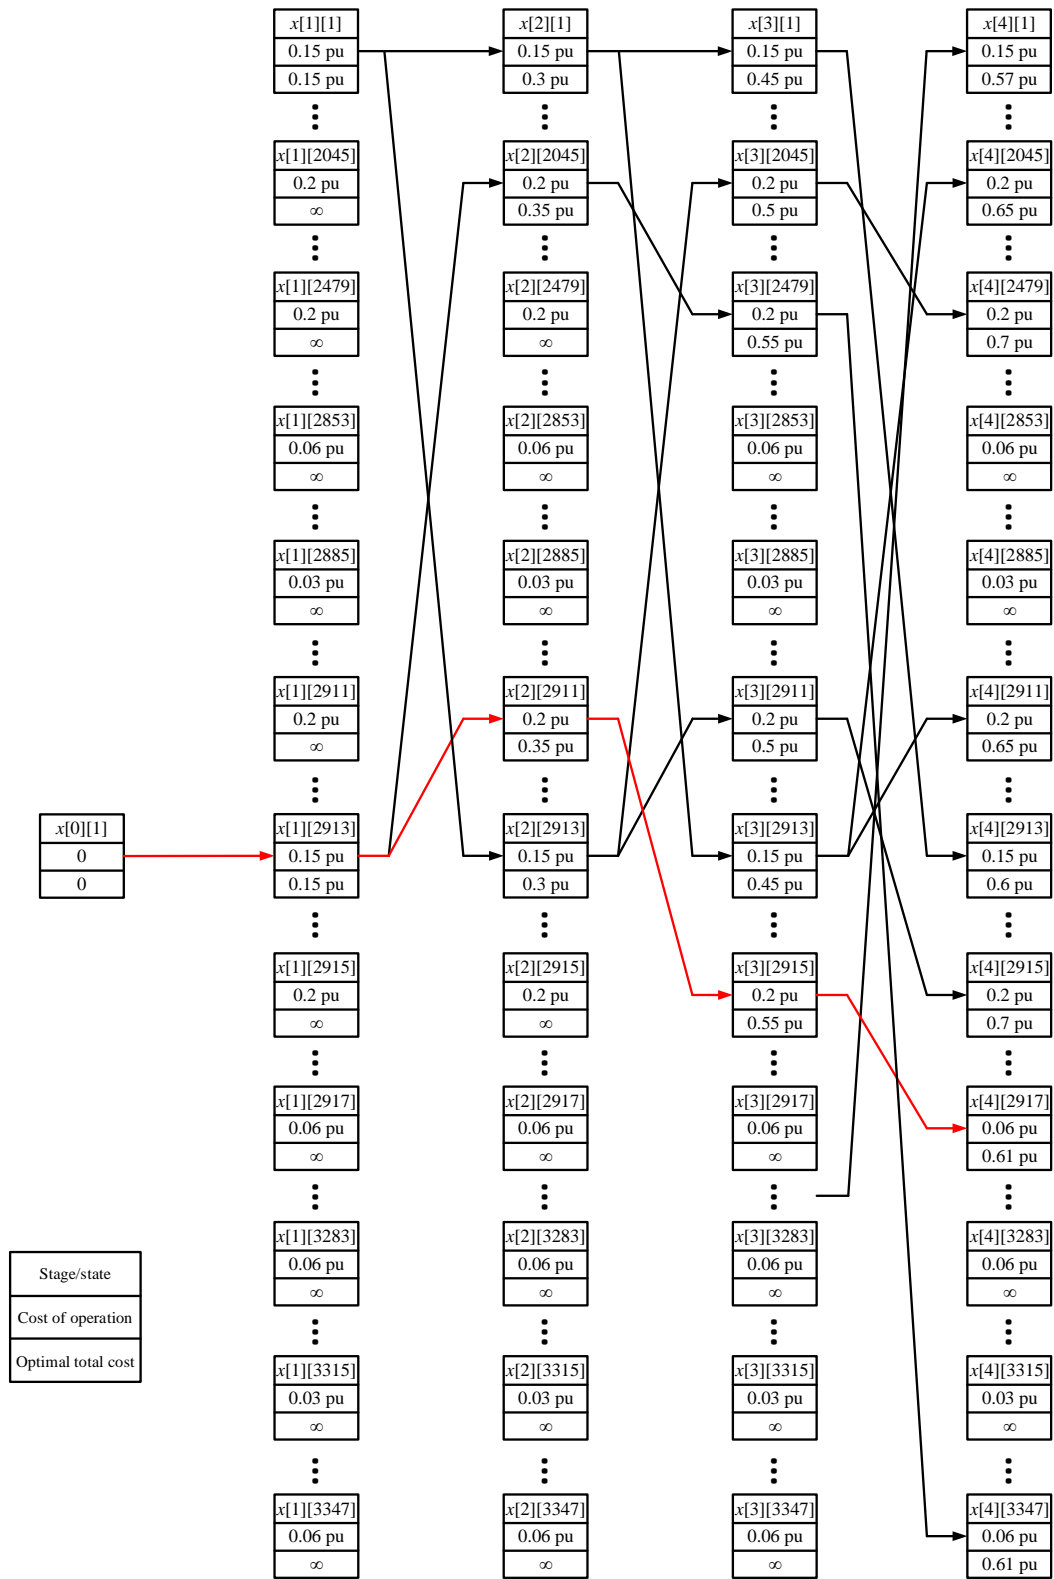 x[1][1] x[2][1] x[3][1] x[4][1]
0.15 pu 0.15 pu 0.15 pu 0.15 pu
0.15 pu 0.3 pu 0.45 pu 0.57 pu
x[1][2045] x[2][2045] x[3][2045] x[4][2045]
0.2 pu 0.2 pu 0.2 pu 0.2 pu
∞ 0.35 pu 0.5 pu 0.65 pu
x[1][2479] x[2][2479] x[3][2479] x[4][2479]
0.2 pu 0.2 pu 0.2 pu 0.2 pu
∞ ∞ 0.55 pu 0.7 pu
x[1][2853] x[2][2853] x[3][2853] x[4][2853]
0.06 pu 0.06 pu 0.06 pu 0.06 pu
∞ ∞ ∞ ∞
x[1][2885] x[2][2885] x[3][2885] x[4][2885]
0.03 pu 0.03 pu 0.03 pu 0.03 pu
∞ ∞ ∞ ∞
x[1][2911] x[2][2911] x[3][2911] x[4][2911]
0.2 pu 0.2 pu 0.2 pu 0.2 pu
∞ 0.35 pu 0.5 pu 0.65 pu
x[0][1] x[1][2913] x[2][2913] x[3][2913] x[4][2913]
0 0.15 pu 0.15 pu 0.15 pu 0.15 pu
0 0.15 pu 0.3 pu 0.45 pu 0.6 pu
x[1][2915] x[2][2915] x[3][2915] x[4][2915]
0.2 pu 0.2 pu 0.2 pu 0.2 pu
∞ ∞ 0.55 pu 0.7 pu
x[1][2917] x[2][2917] x[3][2917] x[4][2917]
0.06 pu 0.06 pu 0.06 pu 0.06 pu
∞ ∞ ∞ 0.61 pu
x[1][3283] x[2][3283] x[3][3283] x[4][3283]
0.06 pu 0.06 pu 0.06 pu 0.06 pu
∞ ∞ ∞ ∞
x[1][3315] x[2][3315] x[3][3315] x[4][3315]
0.03 pu 0.03 pu 0.03 pu 0.03 pu
∞ ∞ ∞ ∞
x[1][3347] x[2][3347] x[3][3347] x[4][3347]
0.06 pu 0.06 pu 0.06 pu 0.06 pu
∞ ∞ ∞ 0.61 pu
Stage/state
Cost of operation
Optimal total cost